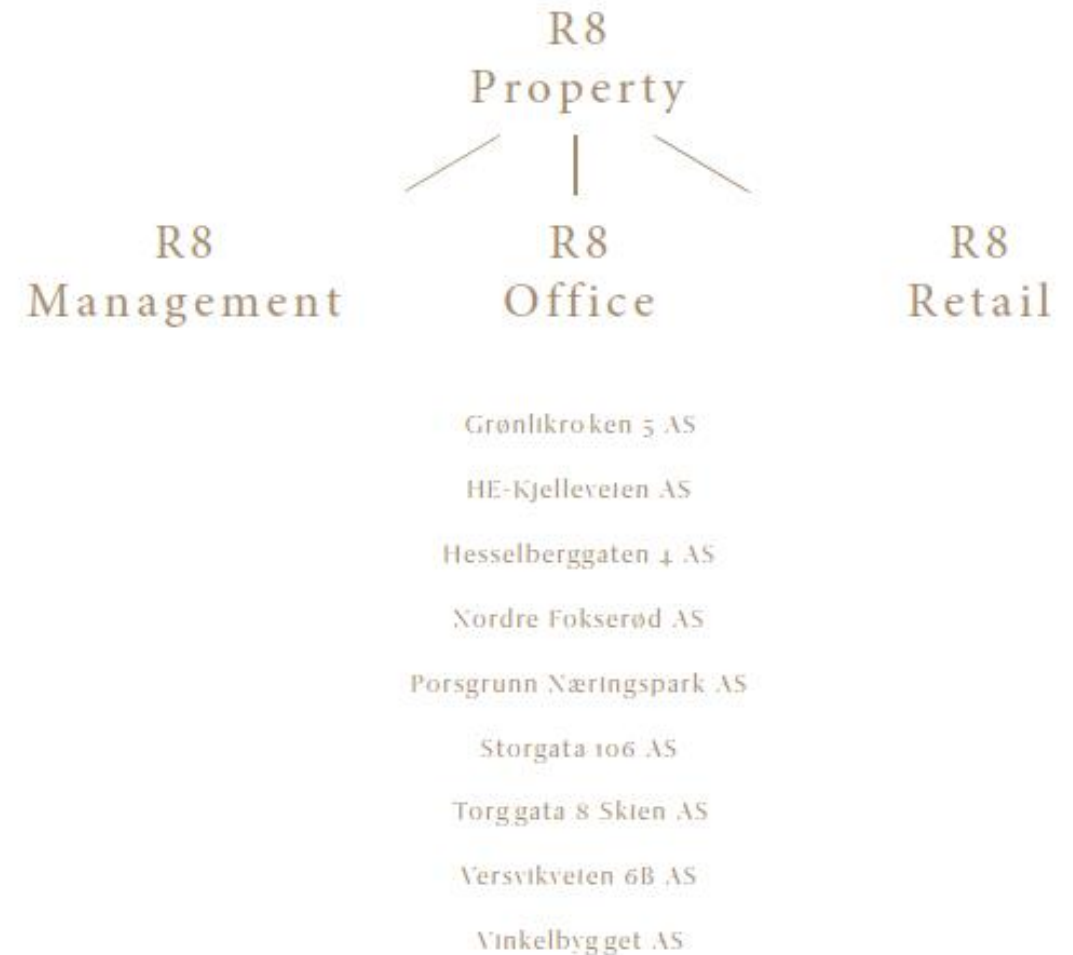 R8
Property
R8
Management
R8
Office
R8
Retail
Grønlikroken 5 AS
HE-Kjelleveien AS
Hesselberggaten 4 AS
Nordre Fokserød AS
Porsgrunn Næringspark AS
Storgata 106 AS
Torggata 8 Skien AS
Versvikveien 6B AS
Vinkelbygget AS